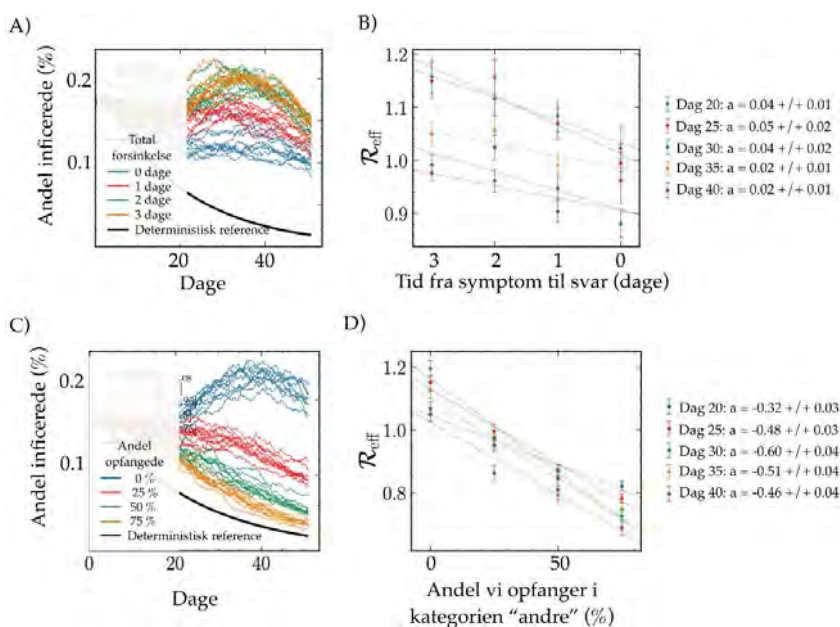 A)
Andel inficerede (%)
0.2
0.1
Total
forsinkelse
0 dage
1 dage
2 dage
3 dage
Deterministisk reference
20
40
Dage
B)
R_eff
1.2
1.1
1.0
0.9
3
2
1
0
Tid fra symptom til svar (dage)
Dag 20: a = 0.04 +/+ 0.01
Dag 25: a = 0.05 +/+ 0.02
Dag 30: a = 0.04 +/+ 0.02
Dag 35: a = 0.02 +/+ 0.01
Dag 40: a = 0.02 +/+ 0.01
C)
Andel inficerede (%)
0.2
0.1
Andel
opfangede
0 %
25 %
50 %
75 %
Deterministisk reference
0
20
40
Dage
D)
R_eff
1.2
1.0
0.8
0
50
Andel vi opfanger i
kategorien "andre" (%)
Dag 20: a = -0.32 +/+ 0.03
Dag 25: a = -0.48 +/+ 0.03
Dag 30: a = -0.60 +/+ 0.04
Dag 35: a = -0.51 +/+ 0.04
Dag 40: a = -0.46 +/+ 0.04